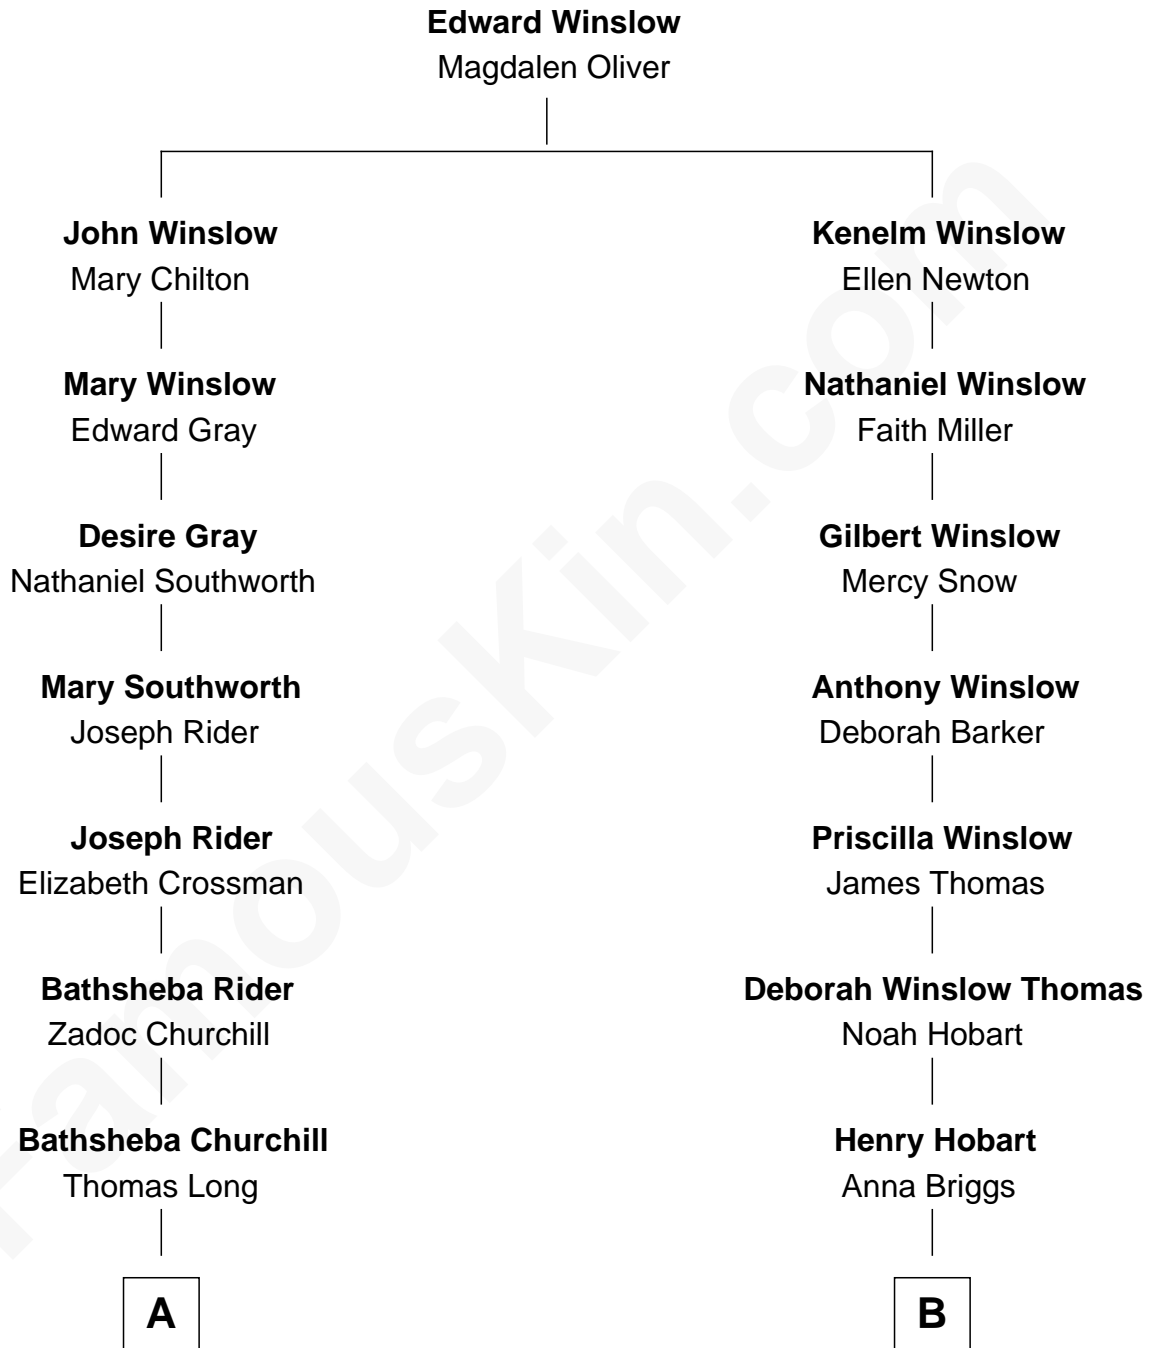 Edward Winslow
Magdalen Oliver
John Winslow
Mary Chilton
Kenelm Winslow
Ellen Newton
Mary Winslow
Edward Gray
Nathaniel Winslow
Faith Miller
Desire Gray
Nathaniel Southworth
Gilbert Winslow
Mercy Snow
Mary Southworth
Joseph Rider
Anthony Winslow
Deborah Barker
Joseph Rider
Elizabeth Crossman
Priscilla Winslow
James Thomas
Bathsheba Rider
Zadoc Churchill
Deborah Winslow Thomas
Noah Hobart
Bathsheba Churchill
Thomas Long
Henry Hobart
Anna Briggs
A
B
FamousKin.com